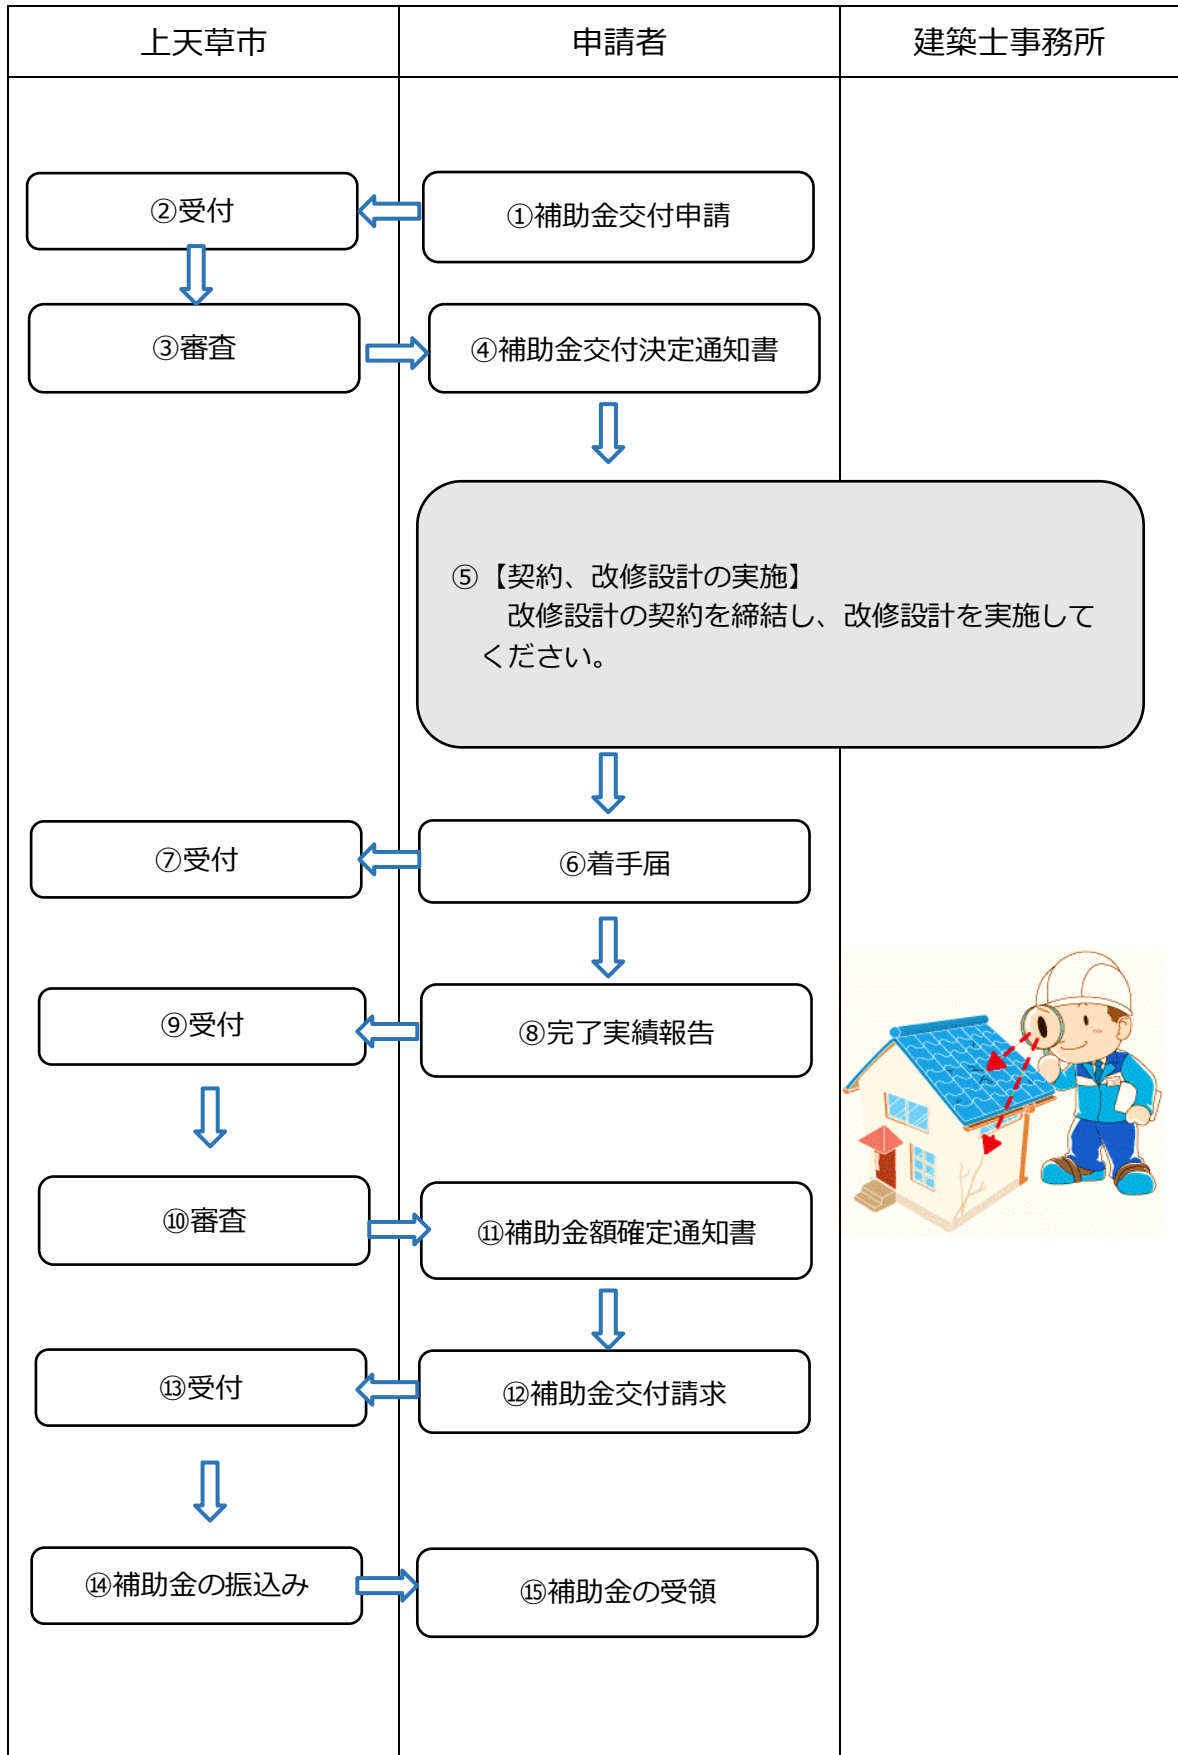 上天草市
申請者
建築士事務所
①補助金交付申請
②受付
③審査
④補助金交付決定通知書
⑤【契約、改修設計の実施】
改修設計の契約を締結し、改修設計を実施して
ください。
⑥着手届
⑦受付
⑧完了実績報告
⑨受付
⑩審査
⑪補助金額確定通知書
⑫補助金交付請求
⑬受付
⑭補助金の振込み
⑮補助金の受領